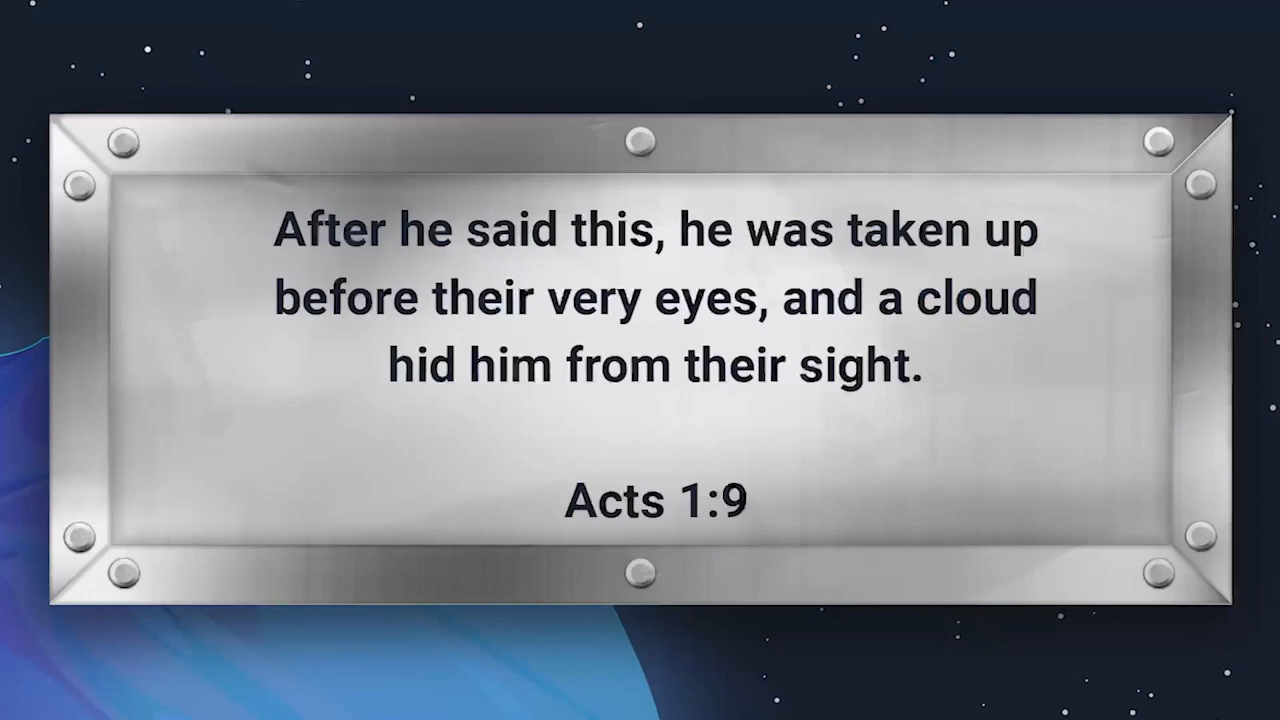 After he said this, he was taken up
before their very eyes, and a cloud
hid him from their sight.
Acts 1:9